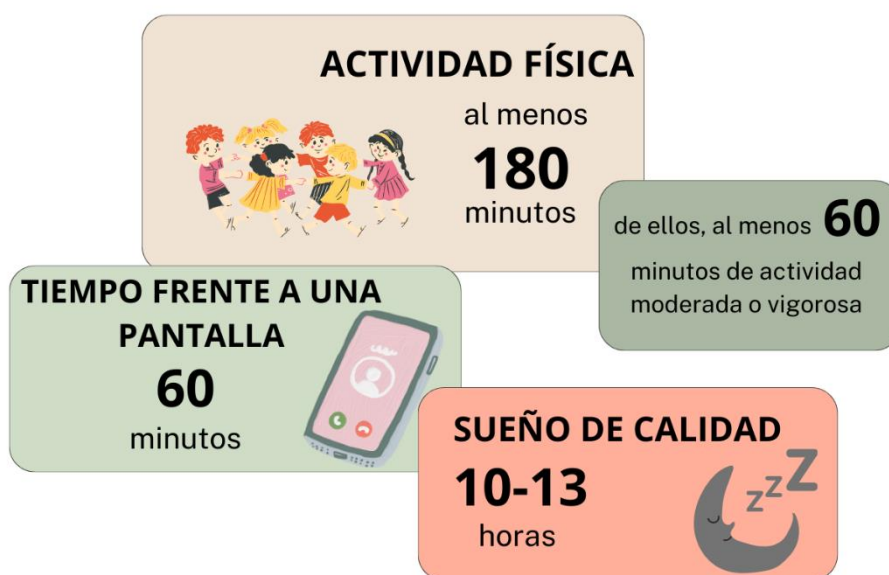 ACTIVIDAD FÍSICA
al menos
180
minutos
de ellos, al menos 60
minutos de actividad
moderada o vigorosa
TIEMPO FRENTE A UNA
PANTALLA
60
minutos
SUEÑO DE CALIDAD
10-13
horas
zzZ